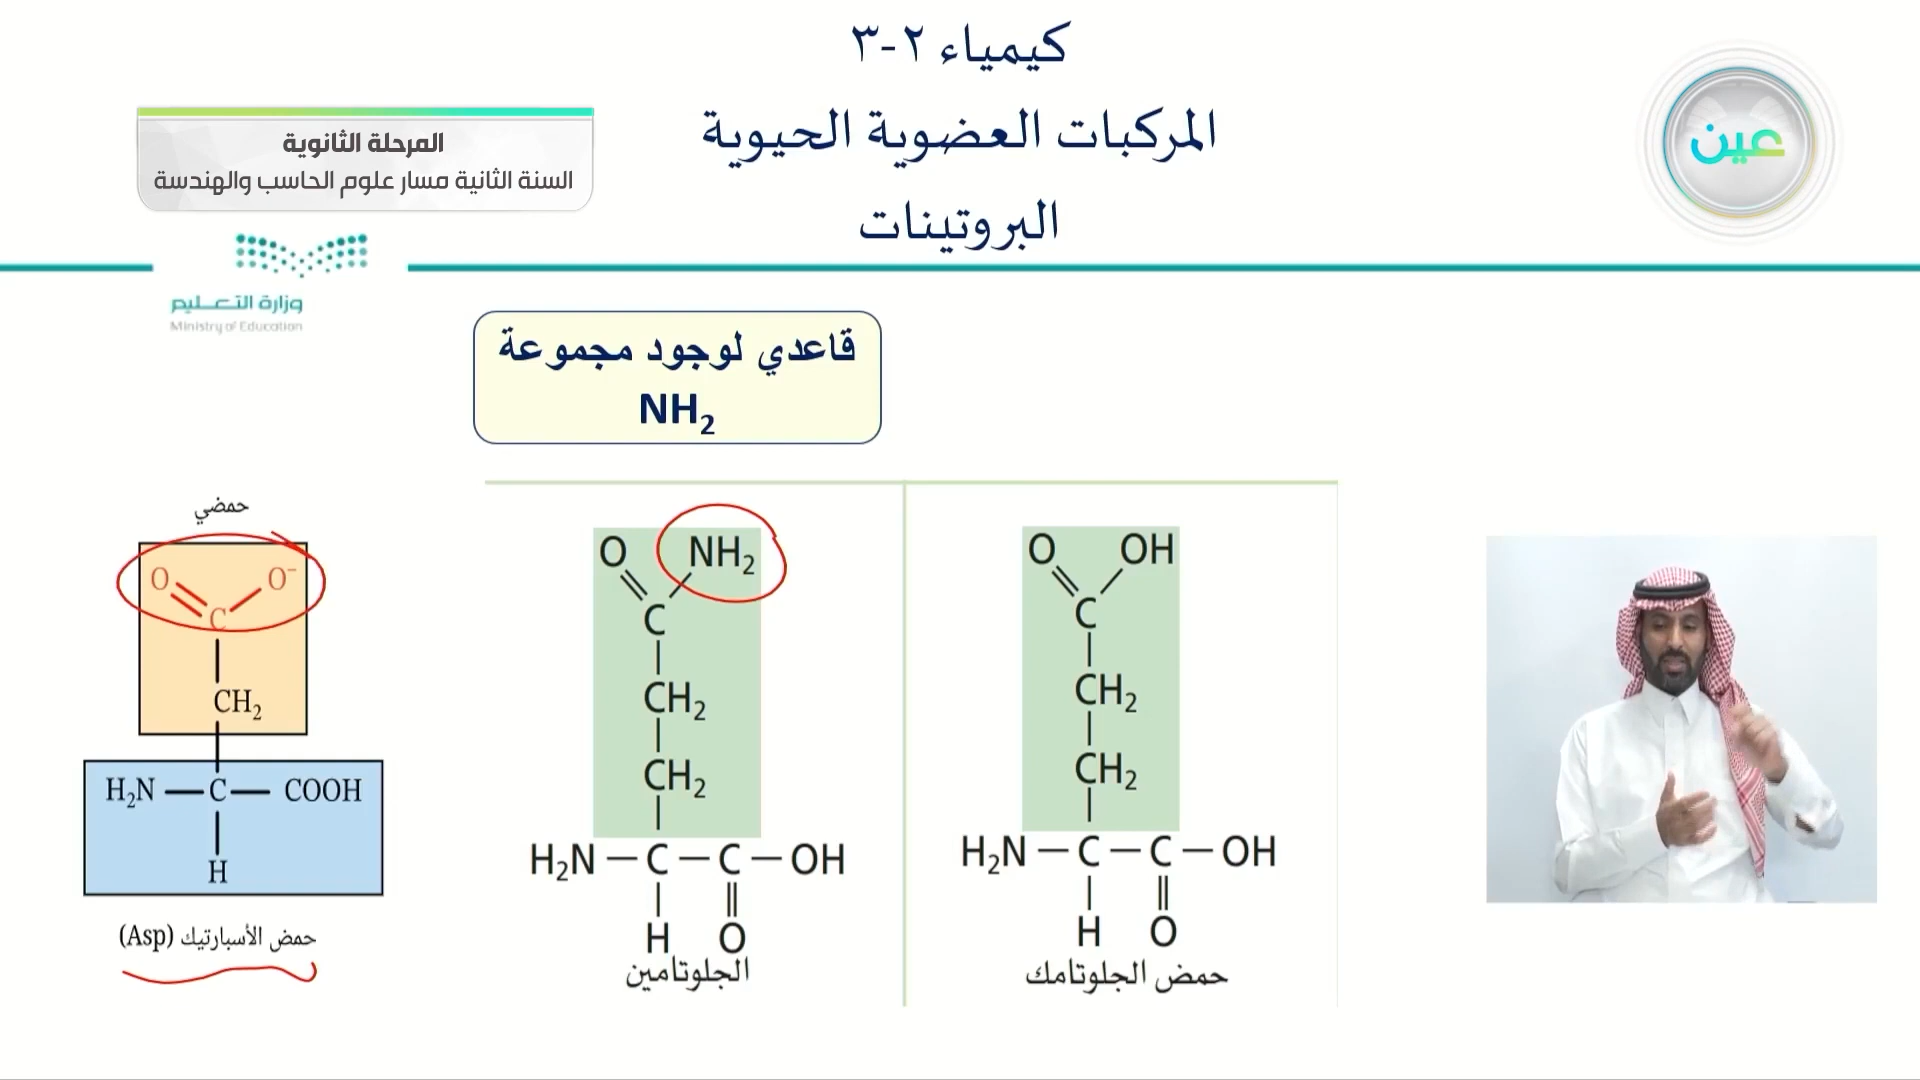 كيمياء ٢-٣
المركبات العضوية الحيوية
البروتينات
عين
المرحلة الثانوية
السنة الثانية مسار علوم الحاسب والهندسة
وزارة التعـــليم
Ministry of Education
قاعدي لوجود مجموعة
NH₂
O OH
C
CH₂
CH₂
H₂N — C — C — OH
H O
حمض الجلوتامك
O NH₂
C
CH₂
CH₂
H₂N — C — C — OH
H O
الجلوتامين
حمضي
O O⁻
C
CH₂
H₂N — C — COOH
H
حمض الأسبارتيك (Asp)